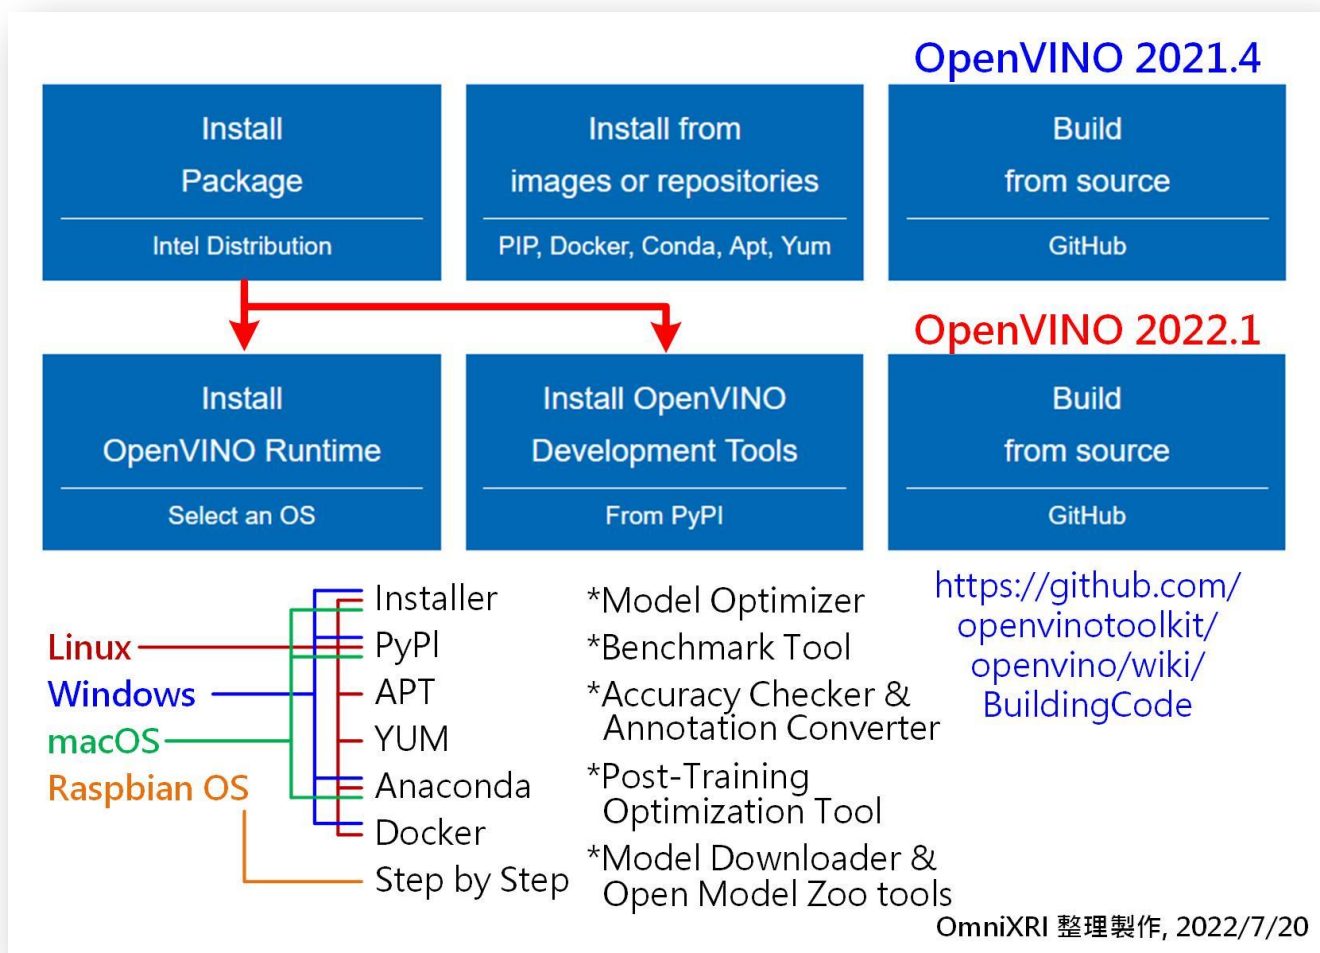 OpenVINO 2021.4
Install
Package
Intel Distribution
Install from
images or repositories
PIP, Docker, Conda, Apt, Yum
Build
from source
GitHub
OpenVINO 2022.1
Install
OpenVINO Runtime
Select an OS
Install OpenVINO
Development Tools
From PyPI
Build
from source
GitHub
Linux
Windows
macOS
Raspbian OS
Installer
PyPl
APT
YUM
Anaconda
Docker
Step by Step
*Model Optimizer
*Benchmark Tool
*Accuracy Checker &
Annotation Converter
*Post-Training
Optimization Tool
*Model Downloader &
Open Model Zoo tools
https://github.com/
openvinotoolkit/
openvino/wiki/
BuildingCode
OmniXRI 整理製作, 2022/7/20